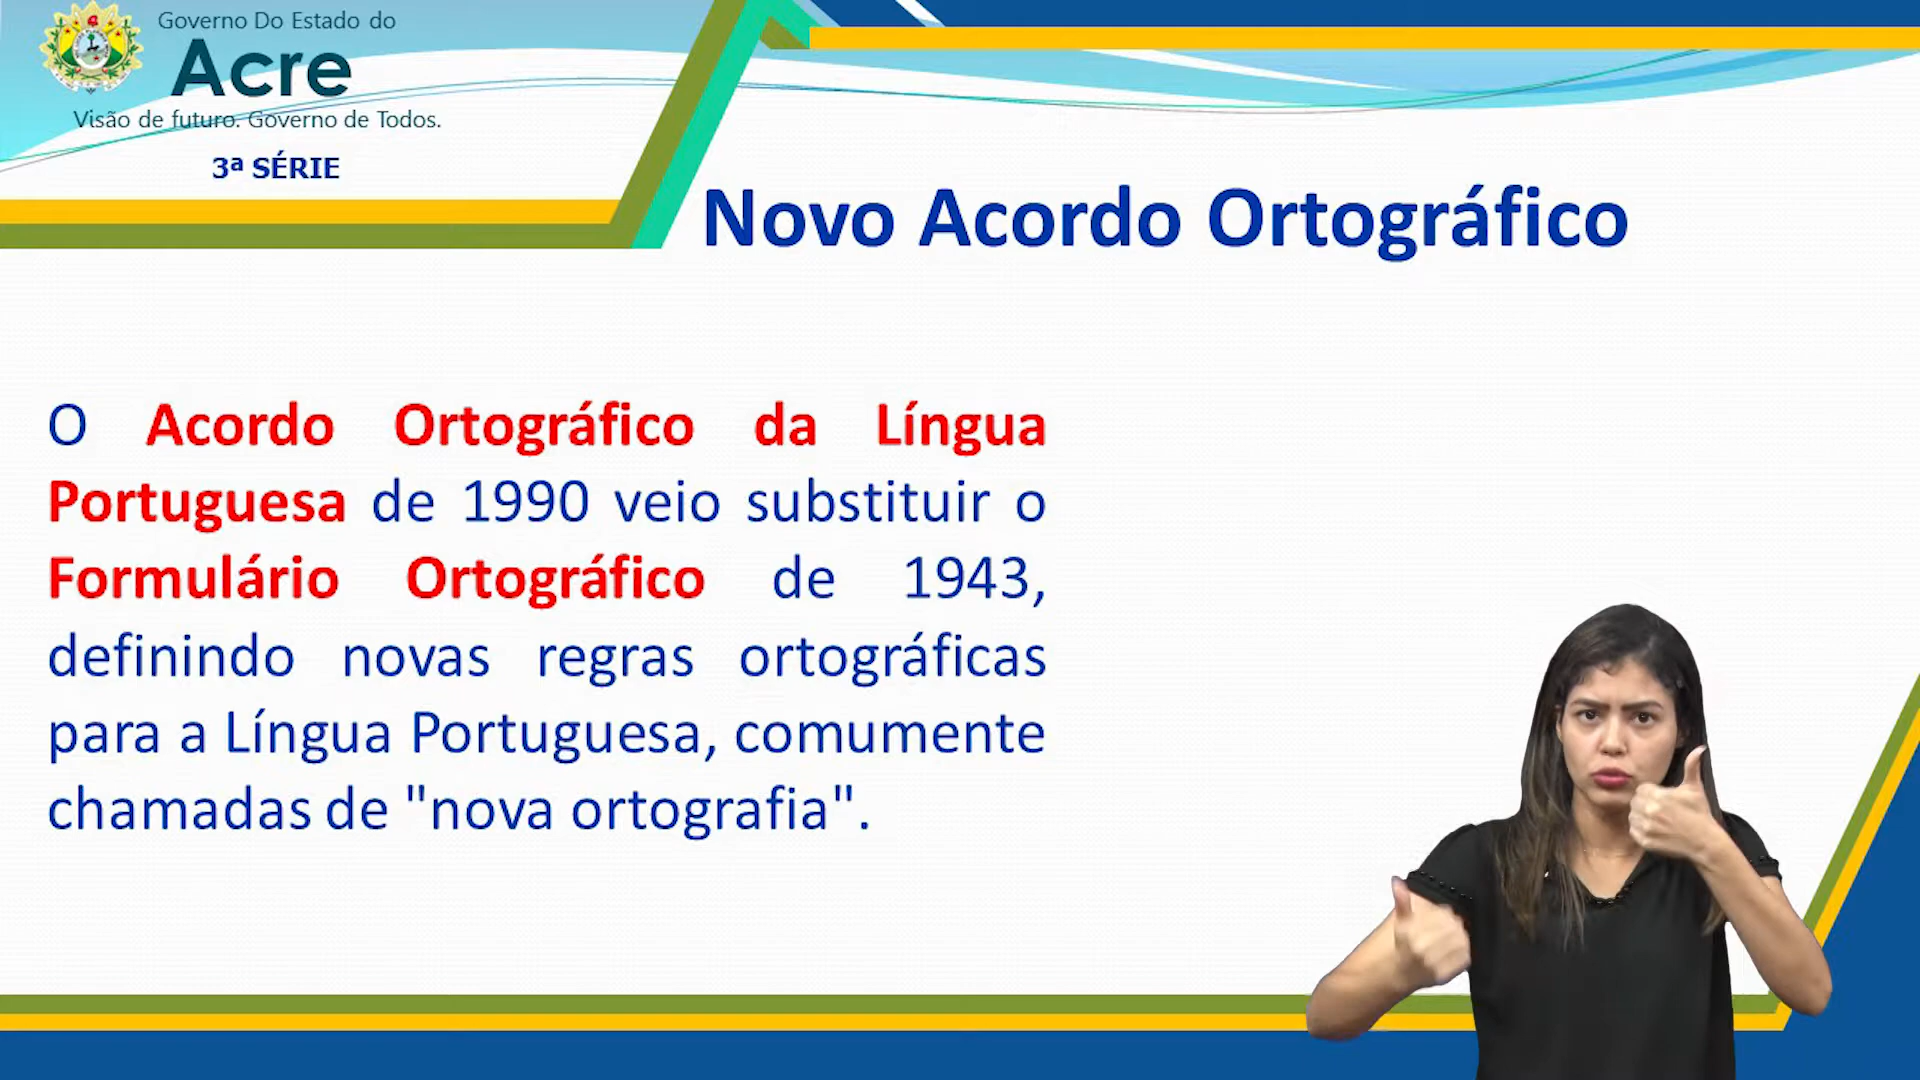 Governo Do Estado do
Acre
Visão de futuro. Governo de Todos.
3ª SÉRIE
Novo Acordo Ortográfico
O Acordo Ortográfico da Língua
Portuguesa de 1990 veio substituir o
Formulário Ortográfico de 1943,
definindo novas regras ortográficas
para a Língua Portuguesa, comumente
chamadas de "nova ortografia".